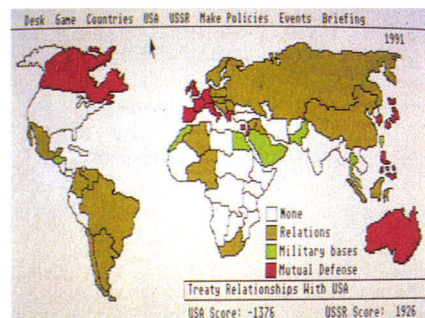 Desk Game Countries USA USSR Make Policies Events Briefing
1991
None
Relations
Military bases
Mutual Defense
Treaty Relationships With USA
USA Score: -1376 USSR Score: 1926